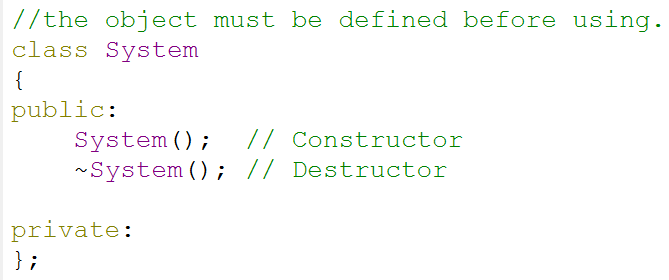 //the object must be defined before using.
class System
{
public:
    System();  // Constructor
    ~System(); // Destructor

private:
};